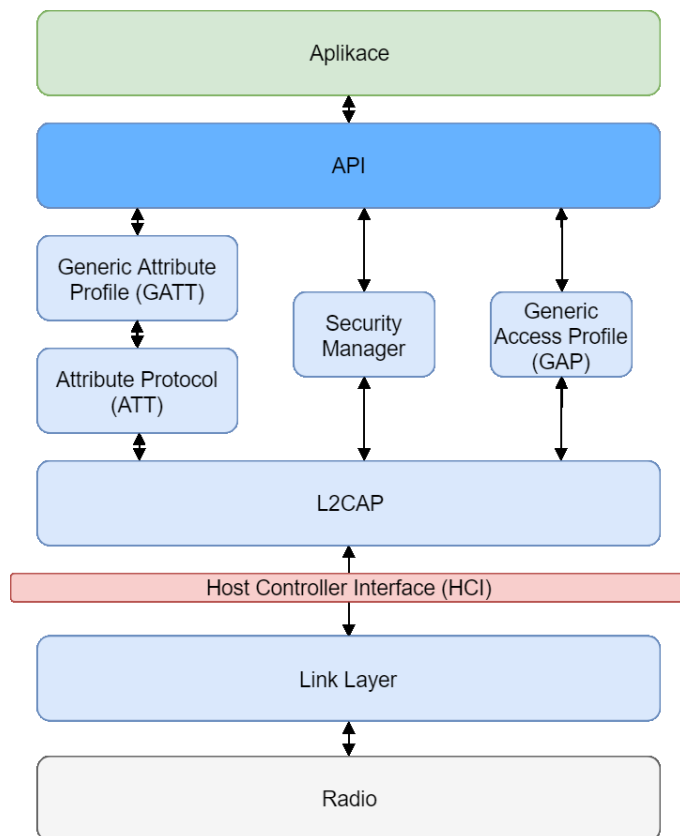 Aplikace
API
Generic Attribute
Profile (GATT)
Security
Manager
Generic
Access Profile
(GAP)
Attribute Protocol
(ATT)
L2CAP
Host Controller Interface (HCI)
Link Layer
Radio